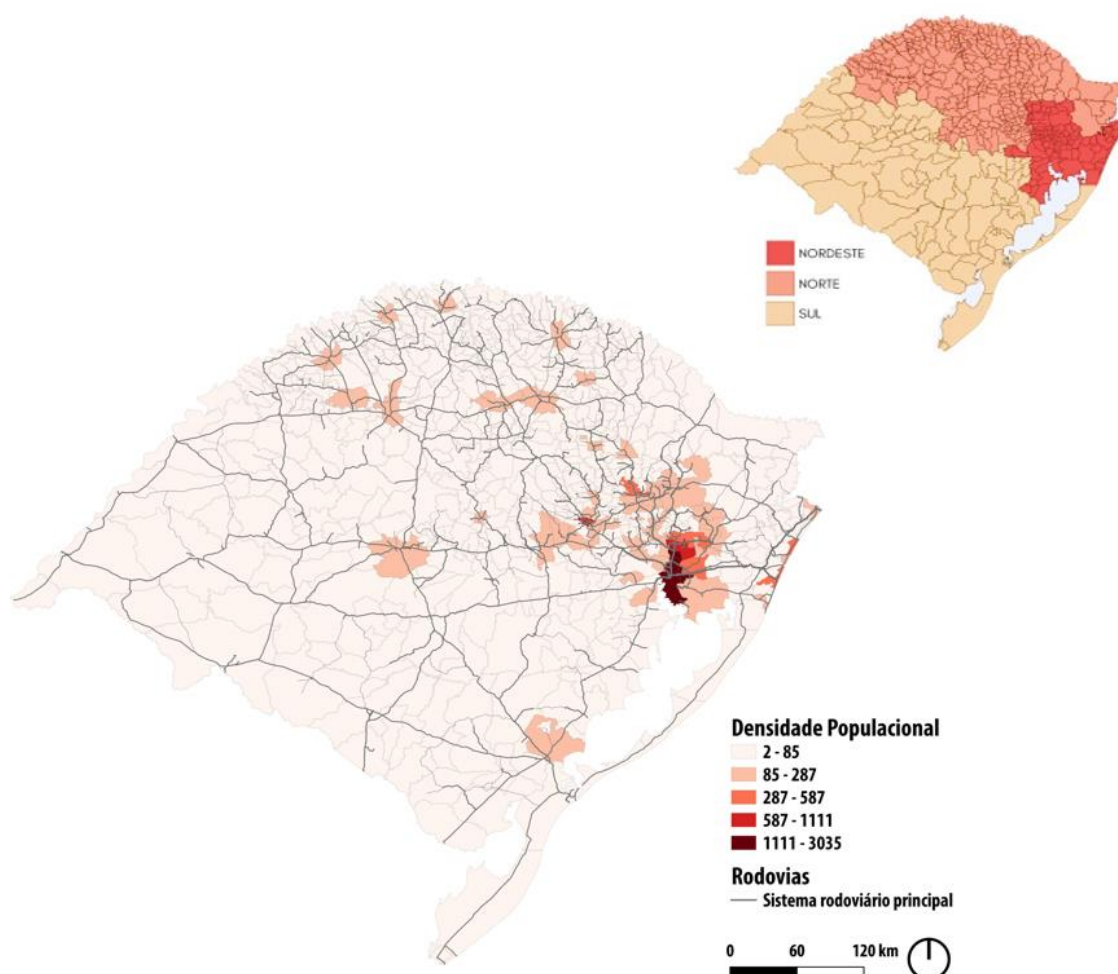 NORDESTE
NORTE
SUL
Densidade Populacional
2 - 85
85 - 287
287 - 587
587 - 1111
1111 - 3035
Rodovias
Sistema rodoviário principal
0 60 120 km